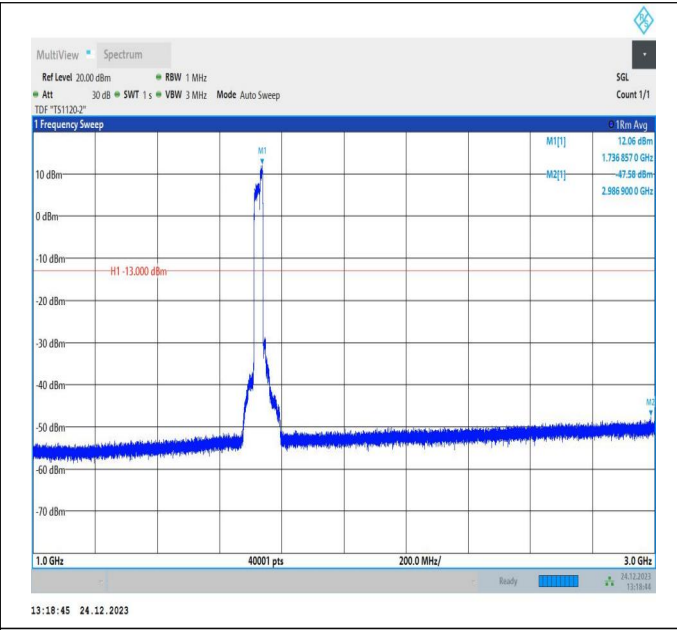 R S
MultiView Spectrum
Ref Level 20.00 dBm RBW 1 MHz SGL
Att 30 dB SWT 1 s VBW 3 MHz Mode Auto Sweep Count 1/1
TDF "TS1120-2"
1 Frequency Sweep 1Rm Avg
M1[1] 12.06 dBm
1.736 857 0 GHz
M2[1] -47.58 dBm
2.986 900 0 GHz
M1
10 dBm
0 dBm
-10 dBm
H1 -13.000 dBm
-20 dBm
-30 dBm
-40 dBm
M2
-50 dBm
-60 dBm
-70 dBm
1.0 GHz 40001 pts 200.0 MHz/ 3.0 GHz
Ready 24.12.2023
13:18:44
13:18:45 24.12.2023